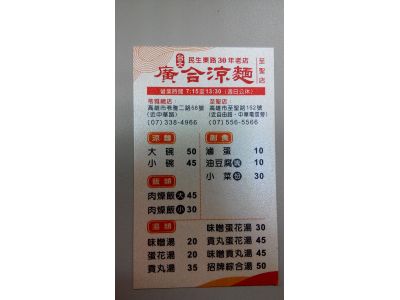 民生東路30年老店
廣合涼麵
至聖店
營業時間 7:15至13:30（週日公休）
苓雅總店
高雄市苓雅二路58號
(近中華路)
(07) 338-4966
至聖店
高雄市至聖路152號
(近自由路、中華電信旁)
(07) 556-5566
涼麵
大碗 50
小碗 45
飯類
肉燥飯 大 45
肉燥飯 小 30
湯類
味噌湯 20
蛋花湯 20
貢丸湯 35
副食
滷蛋 10
油豆腐 10
小菜 30
味噌蛋花湯 30
味噌貢丸湯 45
貢丸蛋花湯 45
招牌綜合湯 50